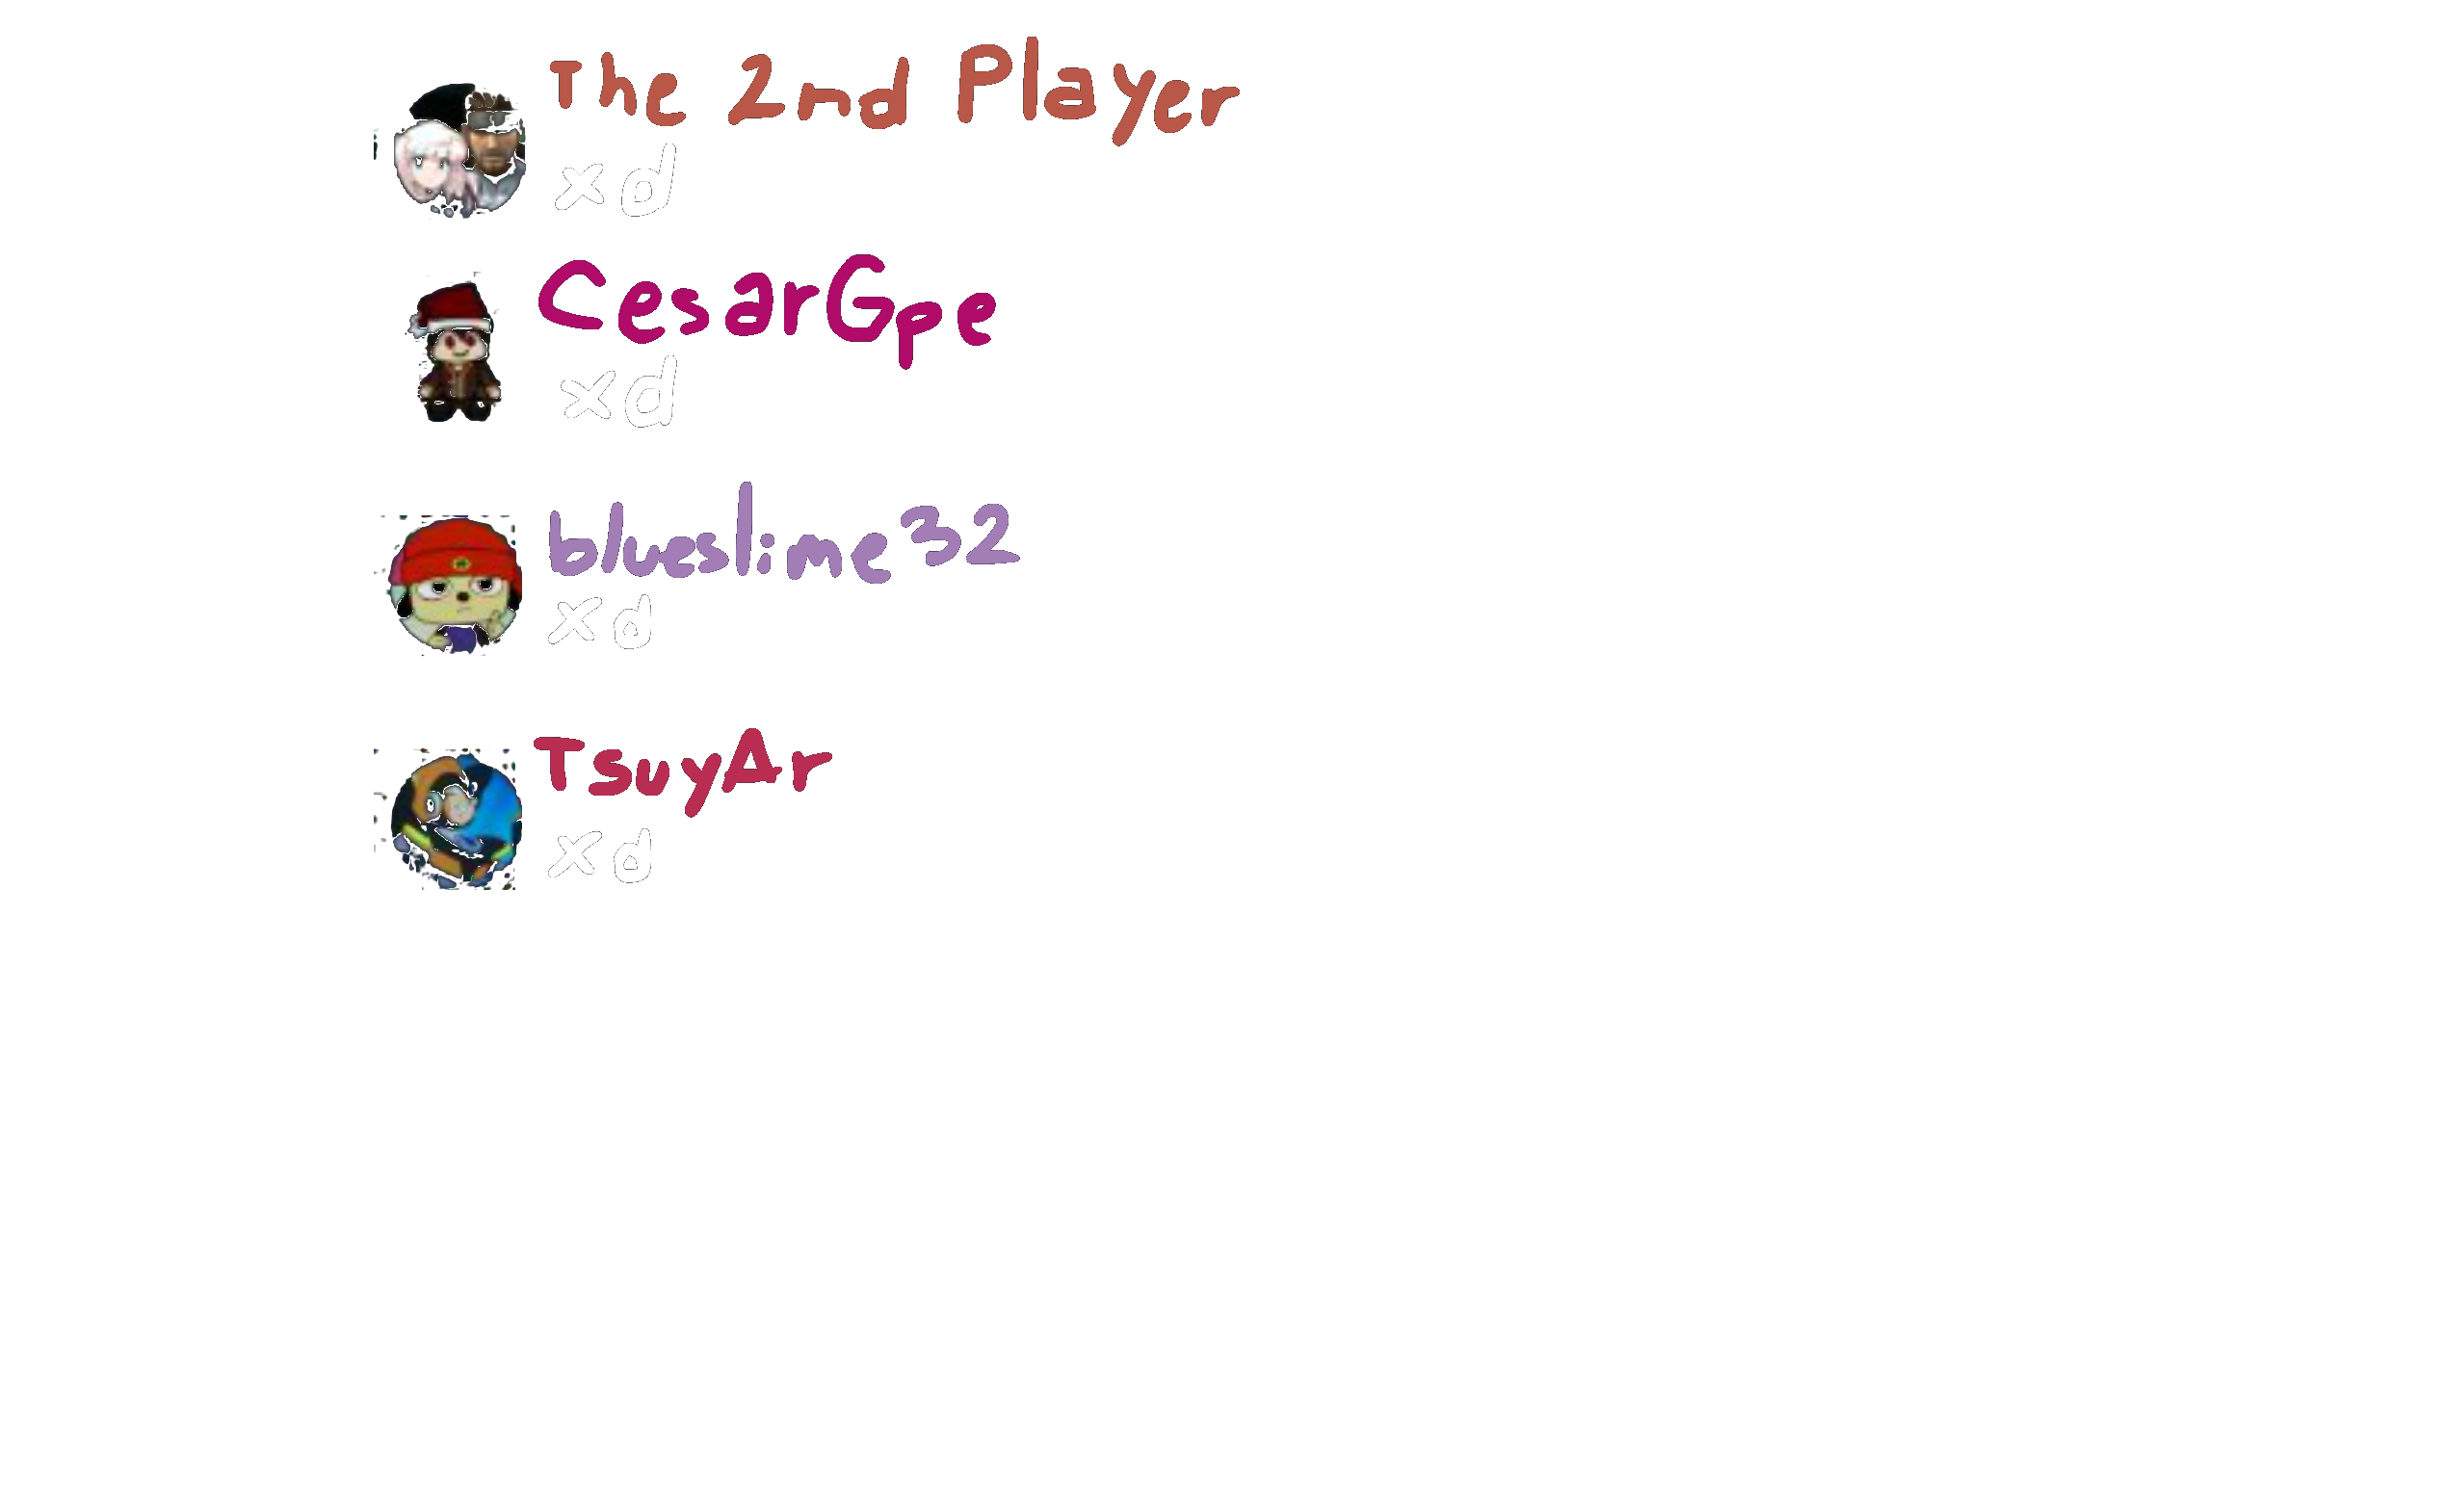 The 2nd Player
xd
CesarGpe
xd
blueslime32
xd
TsuyAr
xd